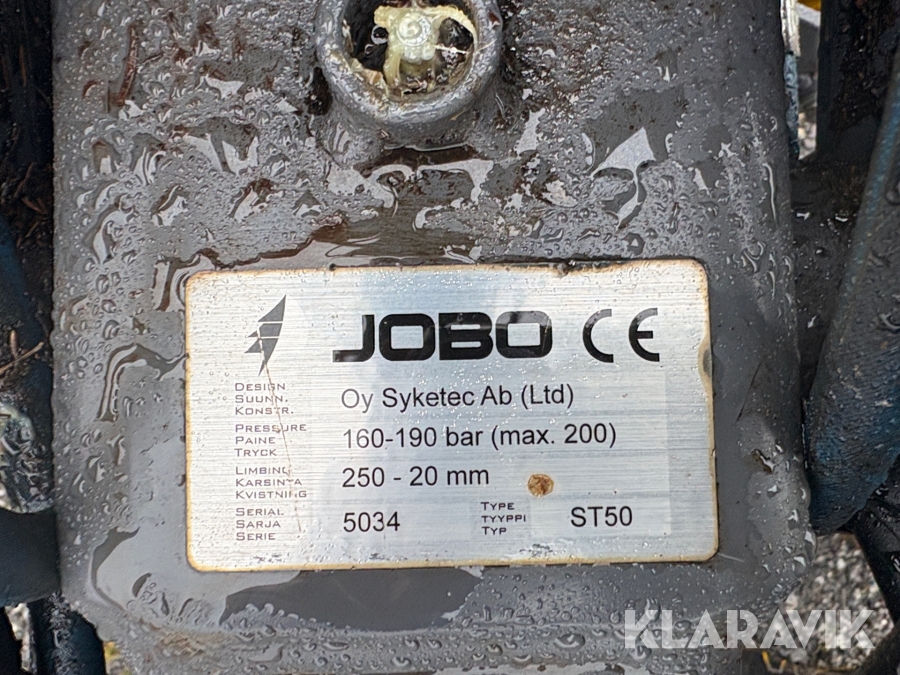 JOBO CE
DESIGN
SUUNN.
KONSTR.
Oy Syketec Ab (Ltd)
PRESSURE
PAINE
TRYCK
160-190 bar (max. 200)
LIMBING
KARSINTA
KVISTNING
250 - 20 mm
SERIAL
SARJA
SERIE
5034
TYPE
TYYPPI
TYP
ST50
KLARAVIK